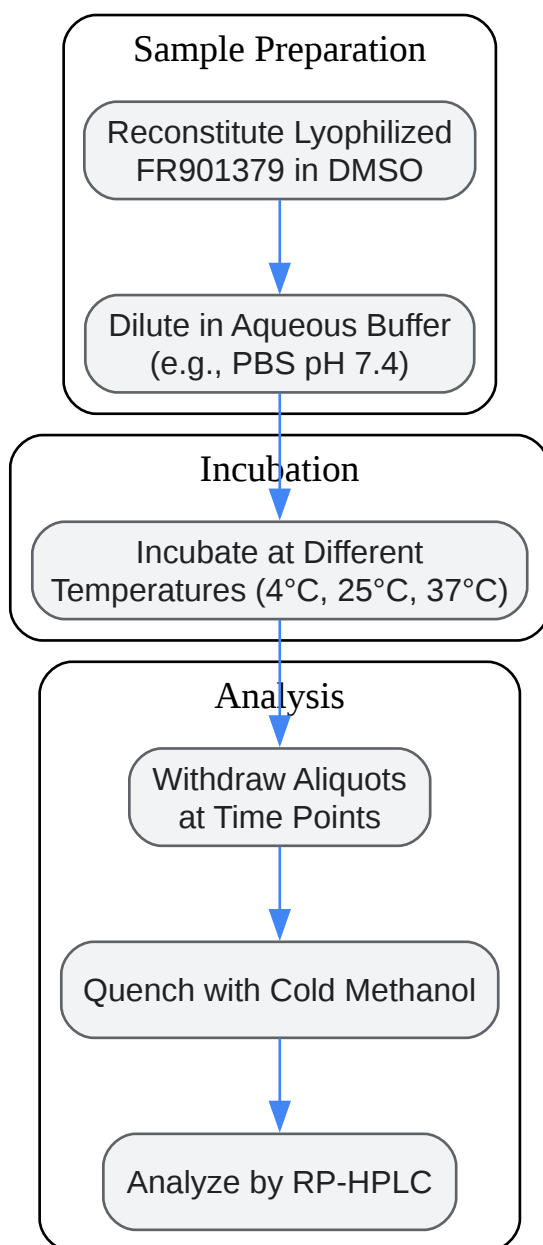 Sample Preparation
Reconstitute Lyophilized
FR901379 in DMSO
Dilute in Aqueous Buffer
(e.g., PBS pH 7.4)
Incubation
Incubate at Different
Temperatures (4°C, 25°C, 37°C)
Analysis
Withdraw Aliquots
at Time Points
Quench with Cold Methanol
Analyze by RP-HPLC